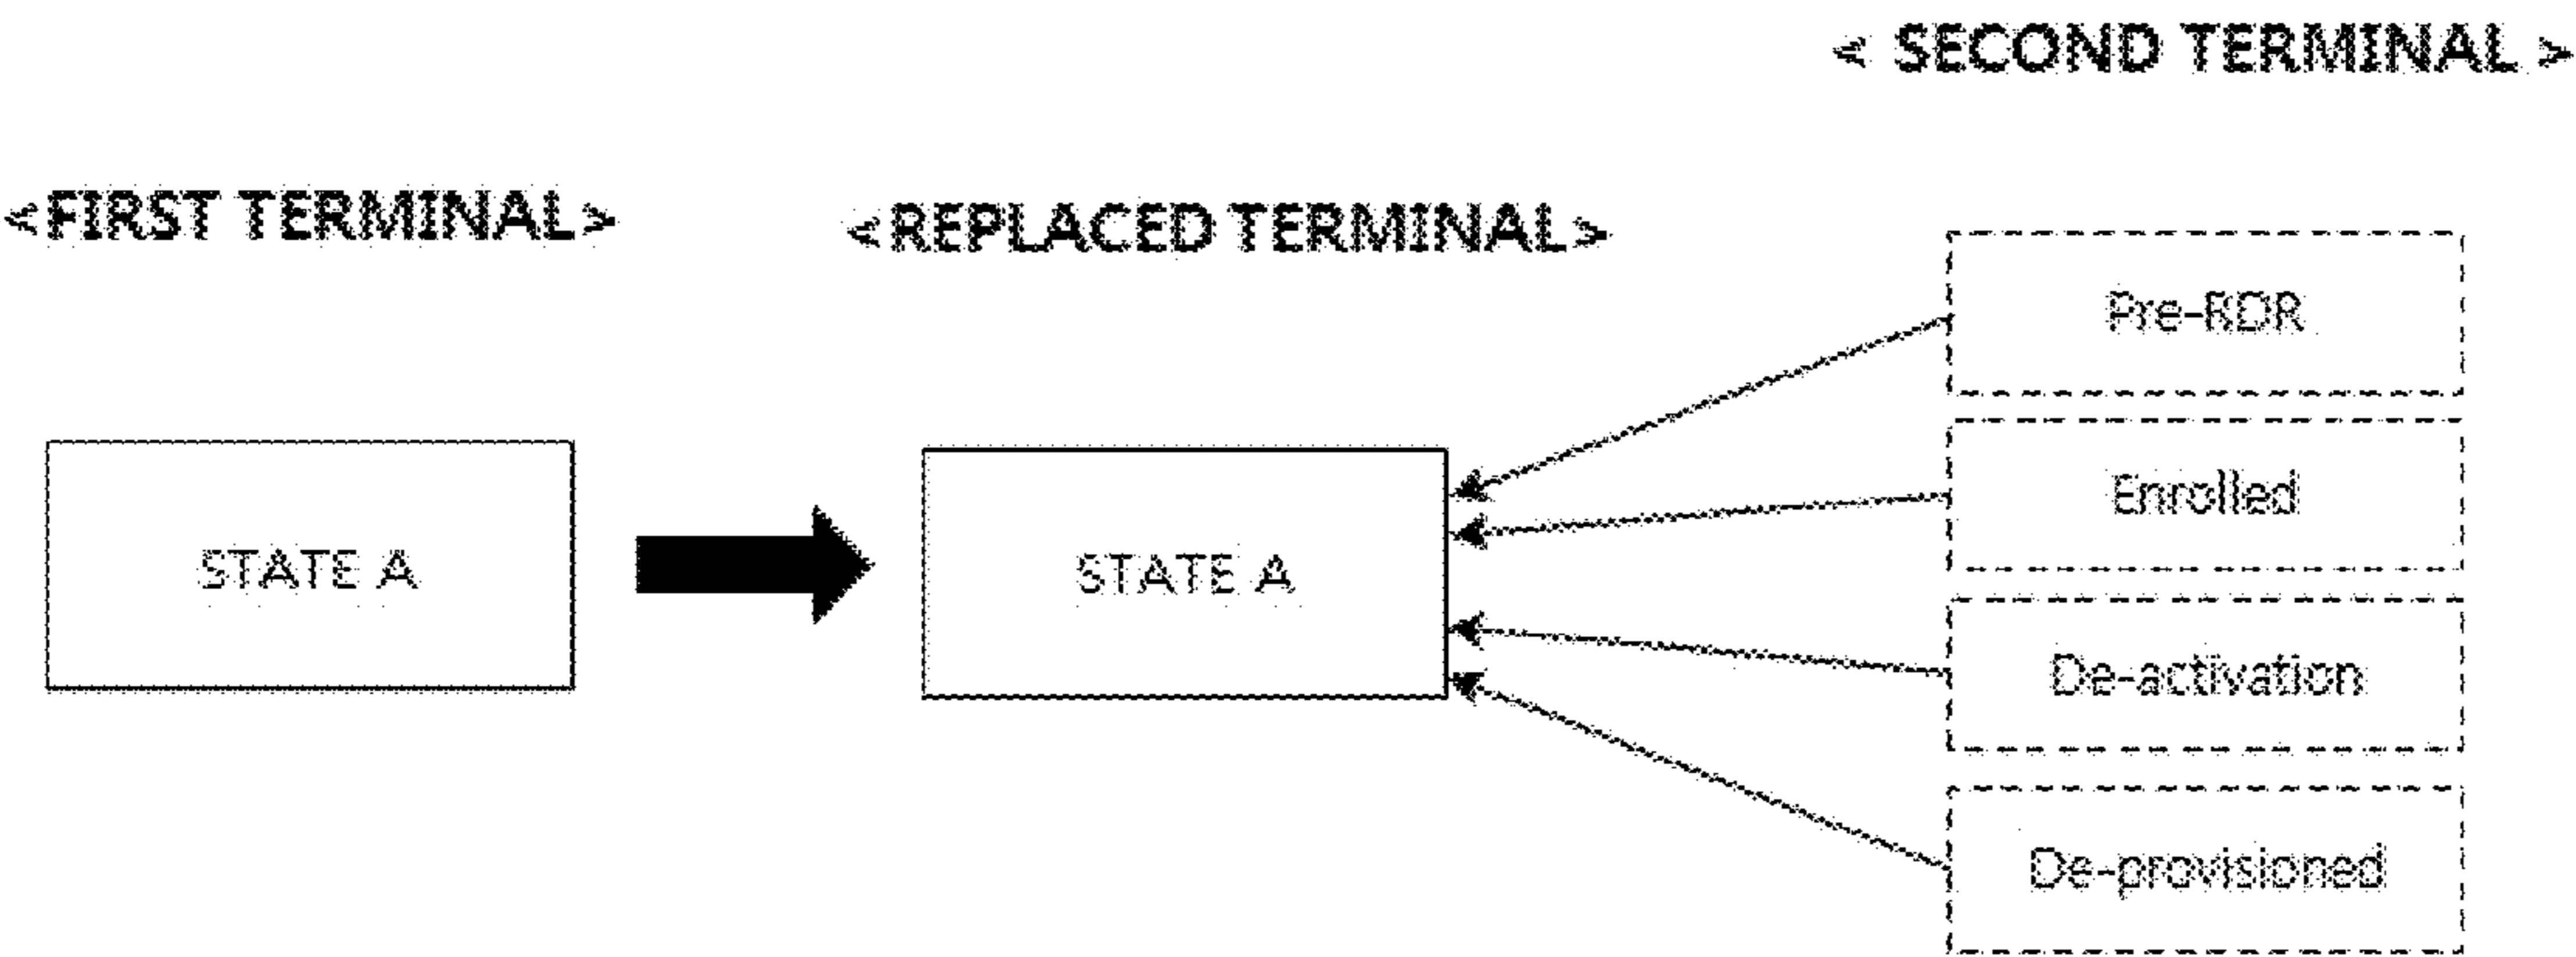 < SECOND TERMINAL >
<FIRST TERMINAL>
<REPLACED TERMINAL>
Pre-RDR
Enrolled
STATE A
STATE A
De-activation
De-provisioned